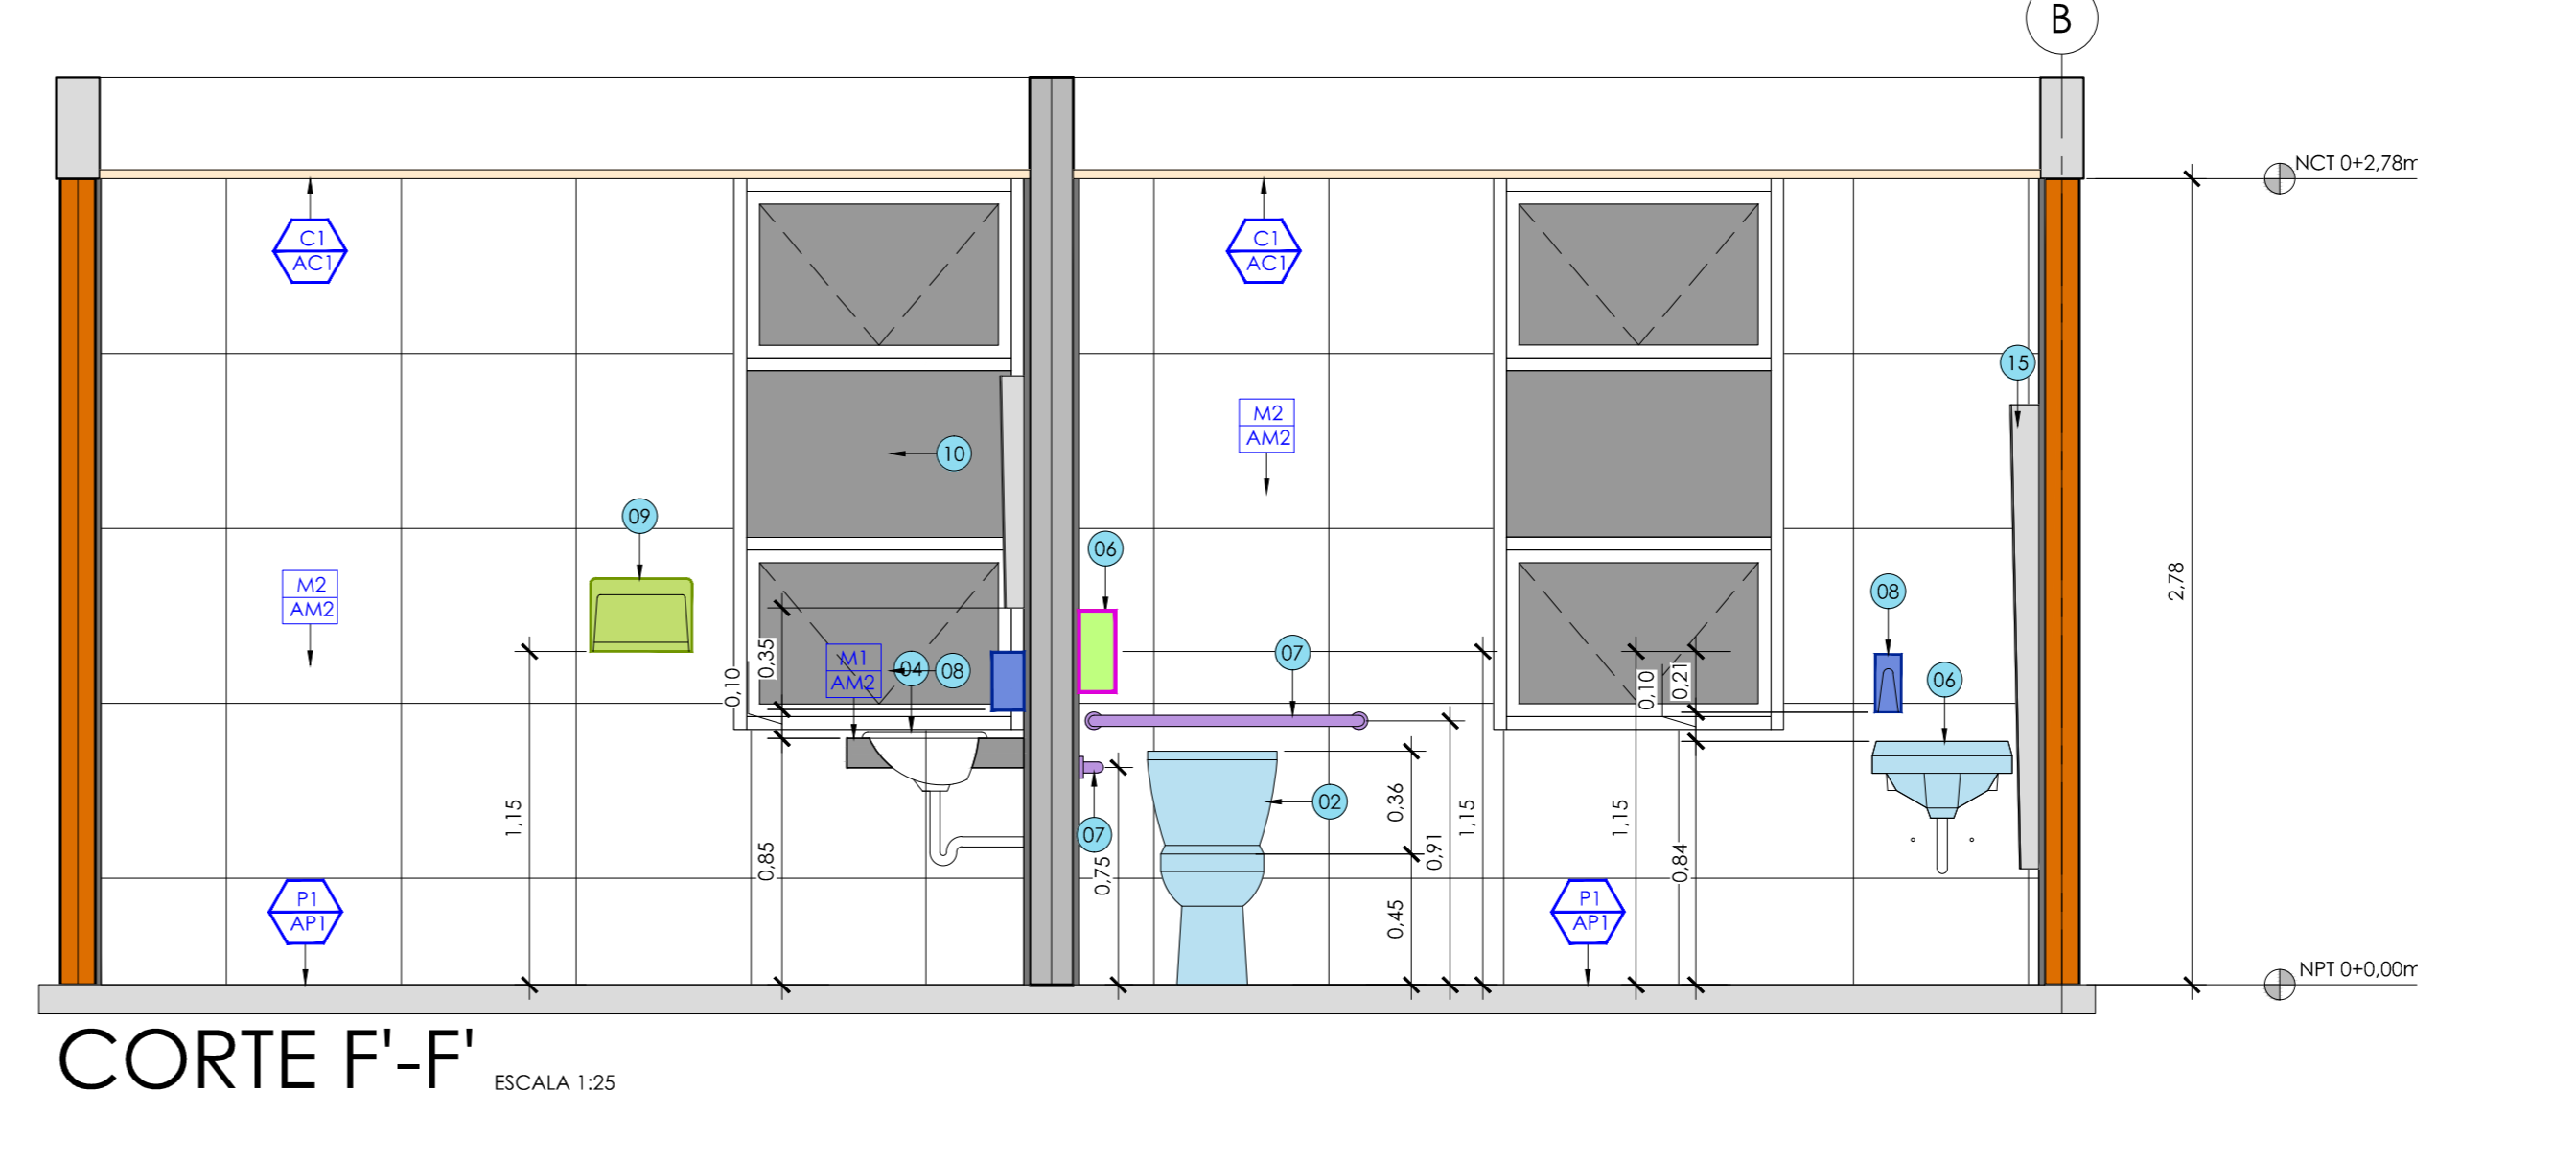 B
NCT 0+2,78m
C1
AC1
C1
AC1
15
M2
AM2
10
09
06
M2
AM2
2,78
08
07
0,35
0,10
M1
AM2
04
08
0,10
0,21
06
02
0,36
1,15
0,85
07
0,75
0,91
1,15
1,15
0,84
0,45
P1
AP1
P1
AP1
NPT 0+0,00m
CORTE F'-F'
ESCALA 1:25